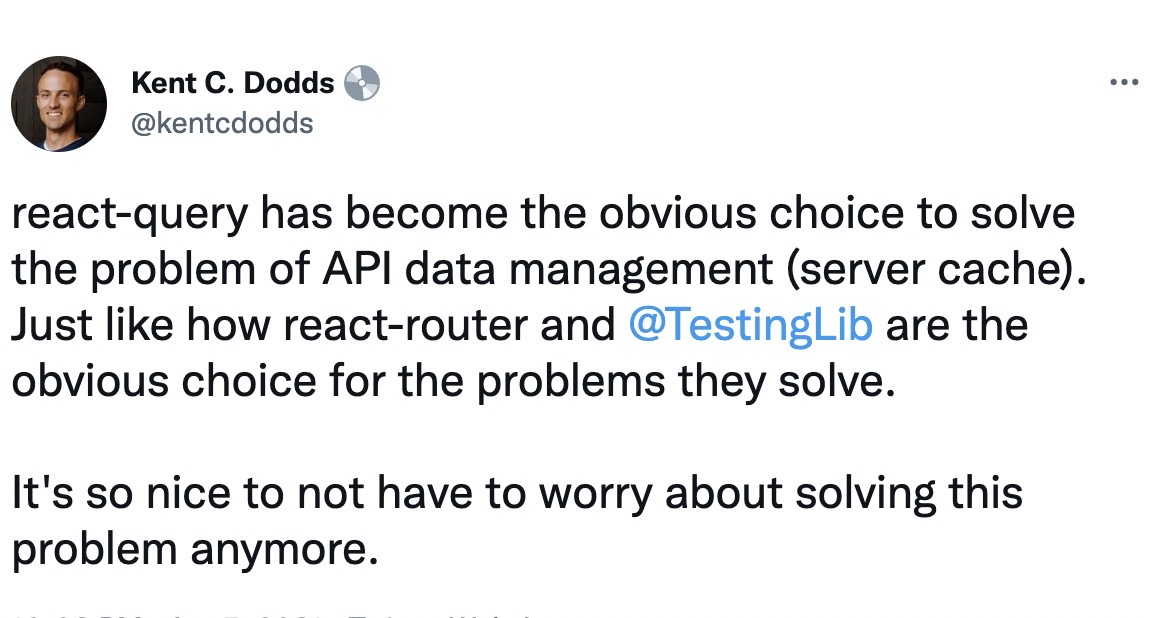 Kent C. Dodds
@kentcdodds
react-query has become the obvious choice to solve
the problem of API data management (server cache).
Just like how react-router and @TestingLib are the
obvious choice for the problems they solve.
It's so nice to not have to worry about solving this
problem anymore.